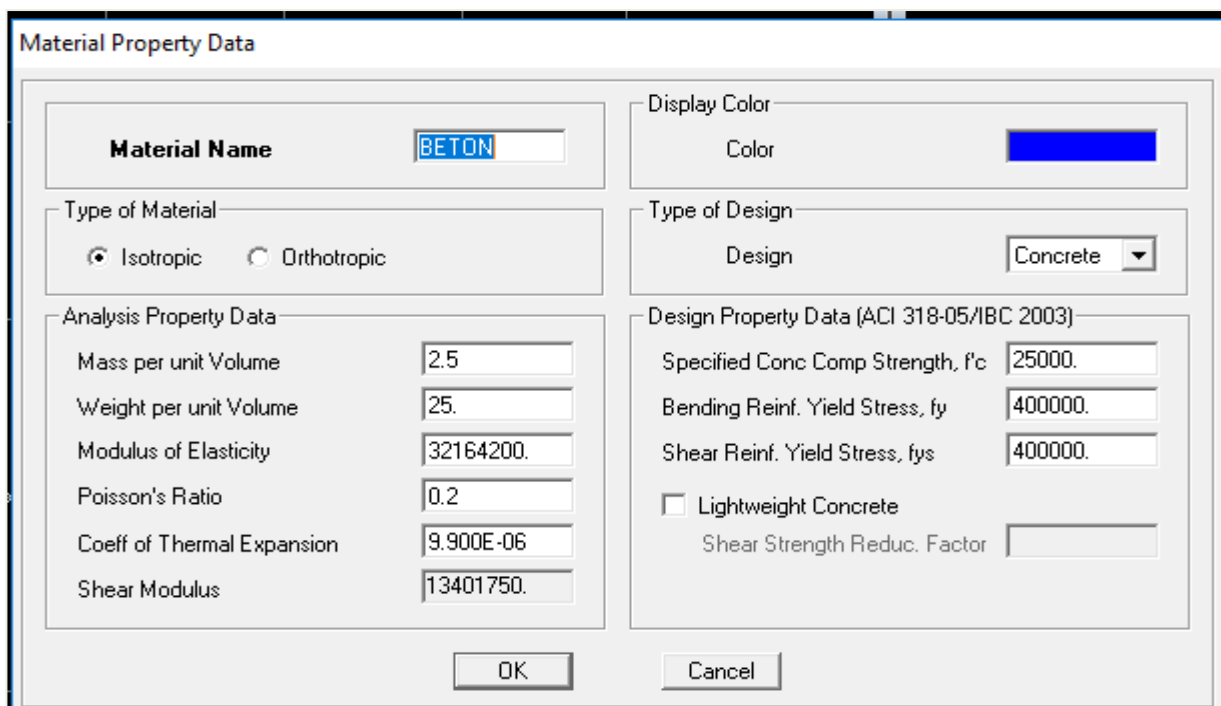 Material Property Data
Material Name BETON
Display Color
Color
Type of Material
Isotropic Orthotropic
Type of Design
Design Concrete
Analysis Property Data
Mass per unit Volume 2.5
Weight per unit Volume 25.
Modulus of Elasticity 32164200.
Poisson's Ratio 0.2
Coeff of Thermal Expansion 9.900E-06
Shear Modulus 13401750.
Design Property Data (ACI 318-05/IBC 2003)
Specified Conc Comp Strength, f'c 25000.
Bending Reinf. Yield Stress, fy 400000.
Shear Reinf. Yield Stress, fys 400000.
Lightweight Concrete
Shear Strength Reduc. Factor
OK Cancel